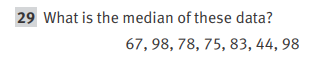 29 What is the median of these data?
67, 98, 78, 75, 83, 44, 98